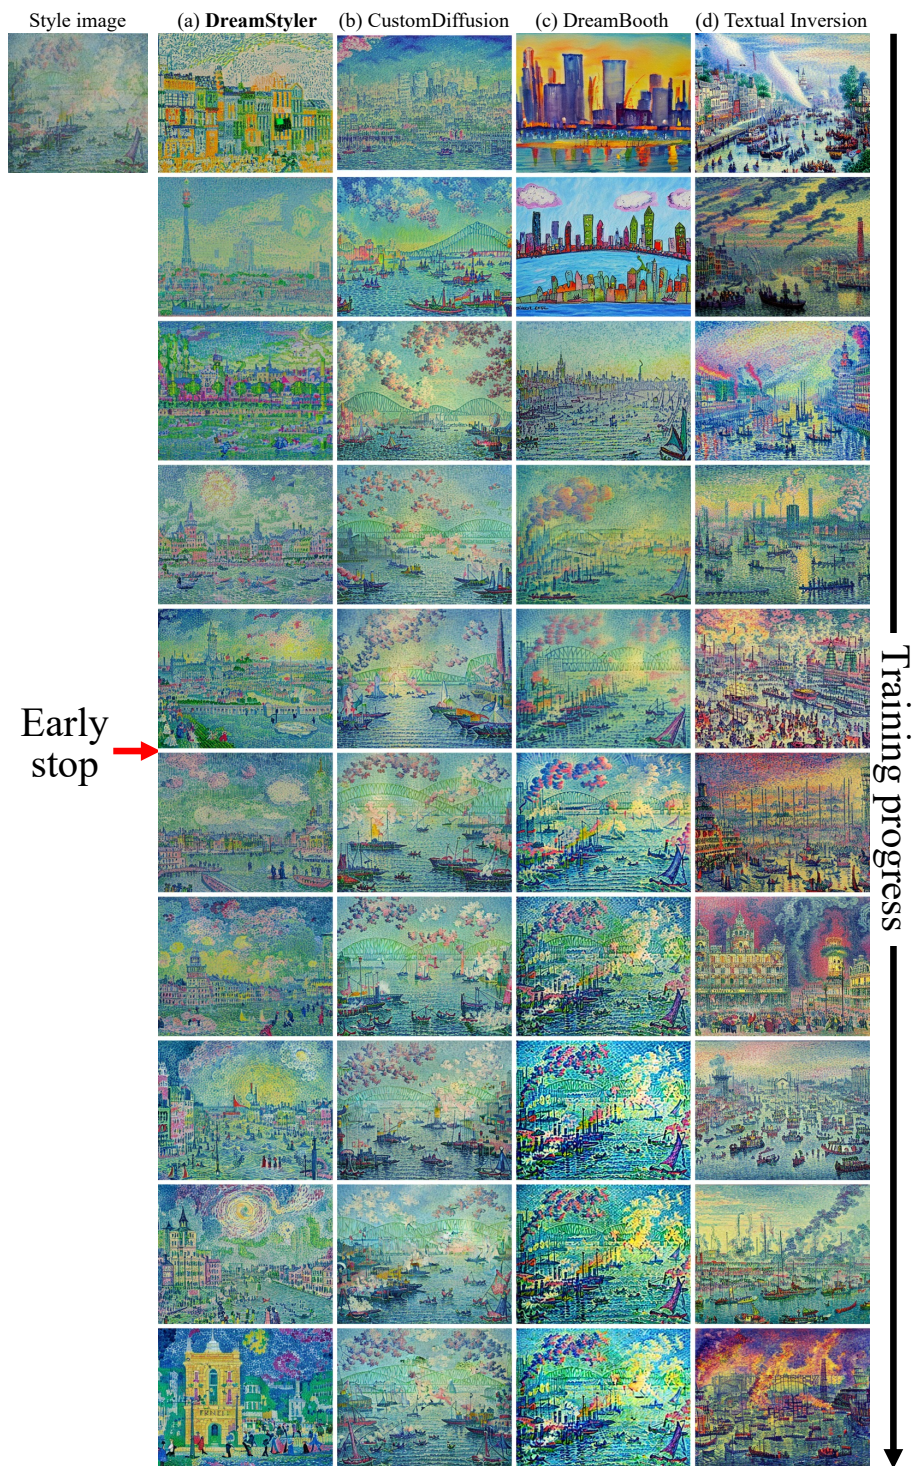 Style image
(a) DreamStyler
(b) CustomDiffusion
(c) DreamBooth
(d) Textual Inversion
Early
stop
Training progress